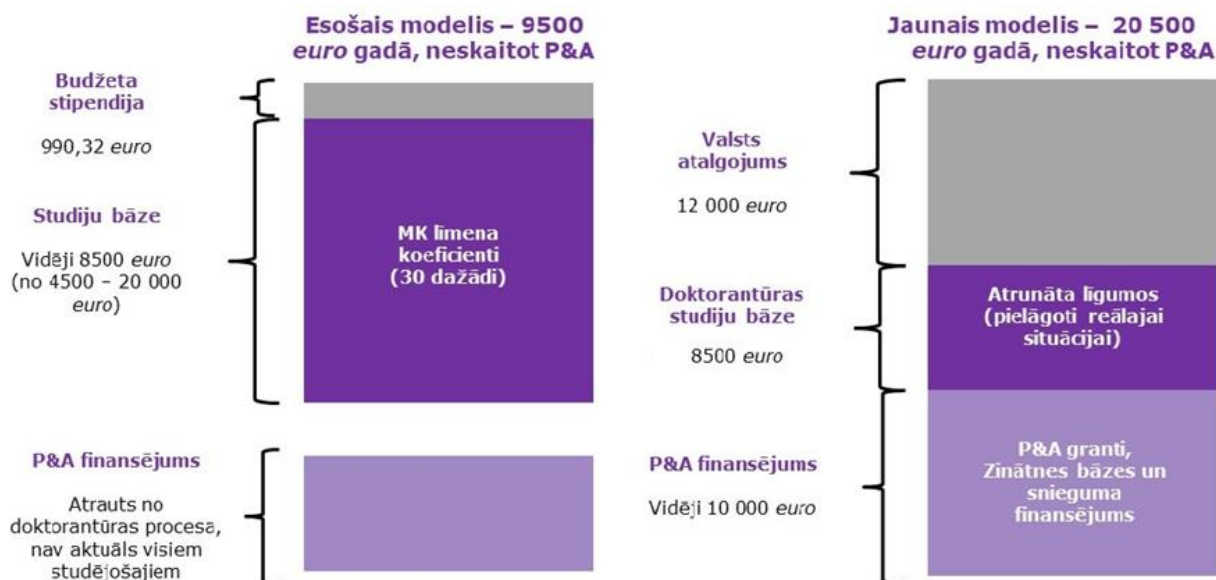 Esošais modelis – 9500
euro gadā, neskaitot P&A
Budžeta
stipendija
990,32 euro
Studiju bāze
Vidēji 8500 euro
(no 4500 – 20 000
euro)
MK līmena
koeficienti
(30 dažādi)
P&A finansējums
Atrauts no
doktorantūras procesa,
nav aktuāls visiem
studējošajiem
Jaunais modelis – 20 500
euro gadā, neskaitot P&A
Valsts
atalgojums
12 000 euro
Doktorantūras
studiju bāze
8500 euro
Atrunāta līgumos
(pielāgoti reālajai
situācijai)
P&A finansējums
Vidēji 10 000 euro
P&A granti,
Zinātnes bāzes un
snieguma
finansējums